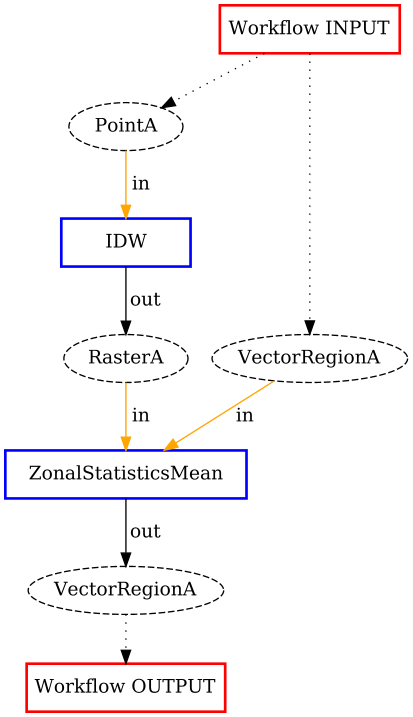 Workflow INPUT
PointA
in
IDW
out
RasterA
VectorRegionA
in
in
ZonalStatisticsMean
out
VectorRegionA
Workflow OUTPUT